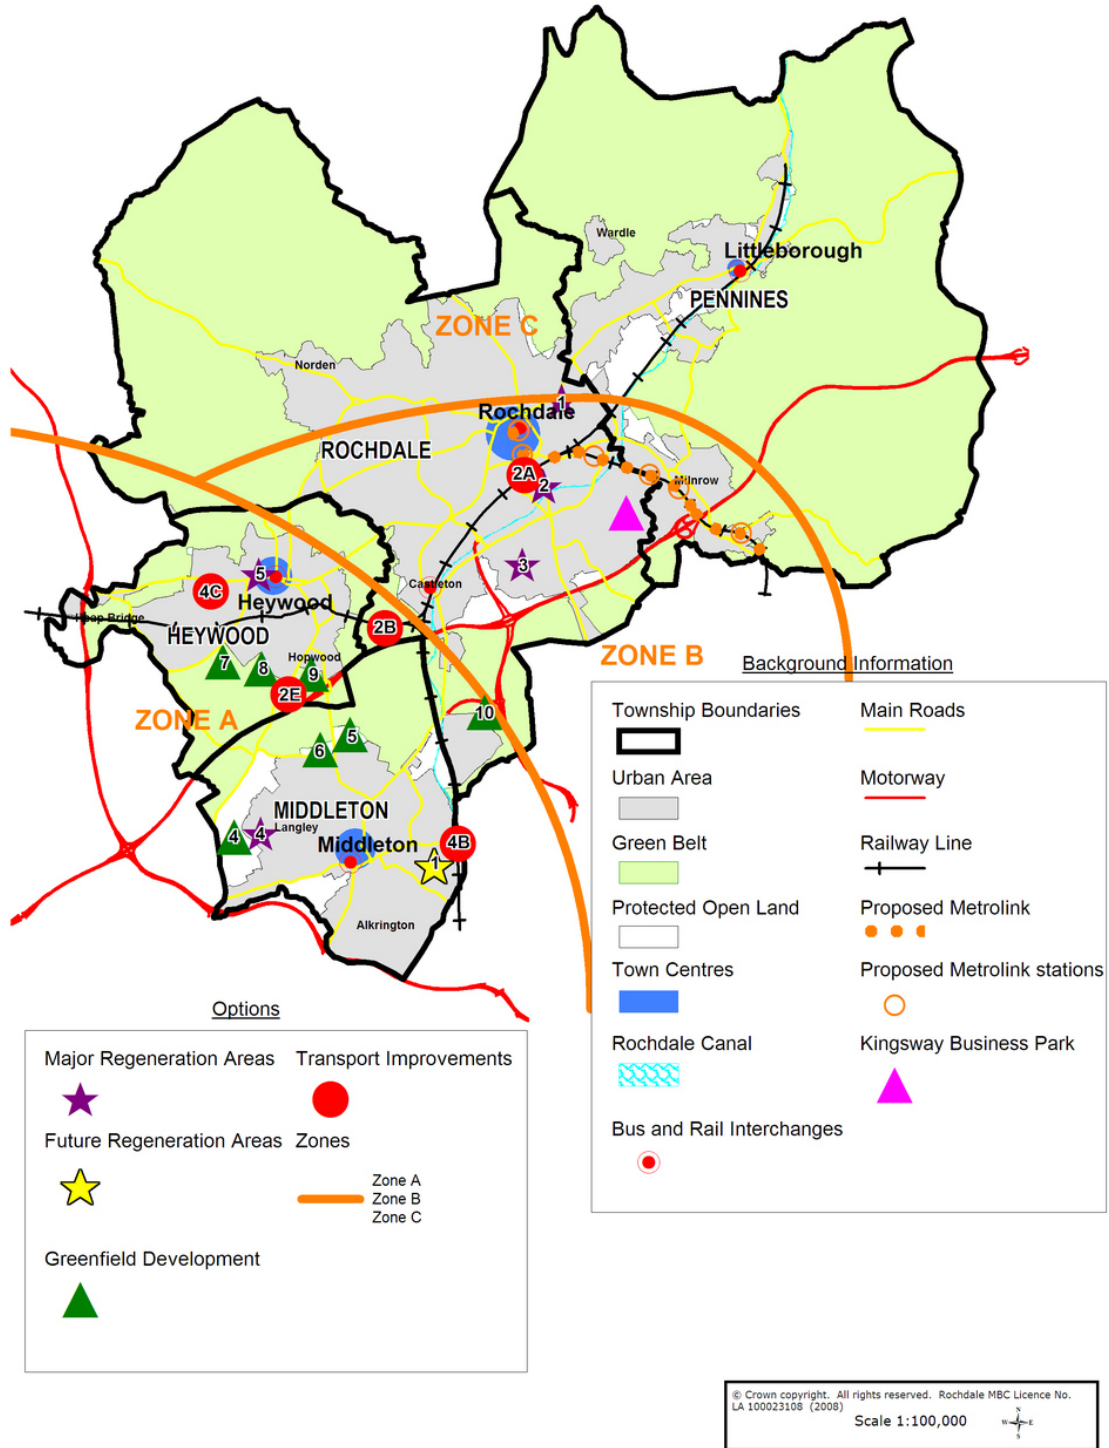 Wardle
Littleborough
PENNINES
ZONE C
Norden
1
Rochdale
ROCHDALE
2A
2
Milnrow
3
5
4C
Castleton
Heywood
Heap Bridge
2B
HEYWOOD
Hopwood
7
8
9
2E
ZONE B
ZONE A
10
5
6
MIDDLETON
Langley
4
4
Middleton
4B
1
Alkrington
Background Information
Township Boundaries
Main Roads
Urban Area
Motorway
Green Belt
Railway Line
Protected Open Land
Proposed Metrolink
Town Centres
Proposed Metrolink stations
Rochdale Canal
Kingsway Business Park
Bus and Rail Interchanges
Options
Major Regeneration Areas
Transport Improvements
Future Regeneration Areas
Zones
Zone A
Zone B
Zone C
Greenfield Development
© Crown copyright. All rights reserved. Rochdale MBC Licence No.
LA 100023108 (2008)
Scale 1:100,000
N
W
E
S